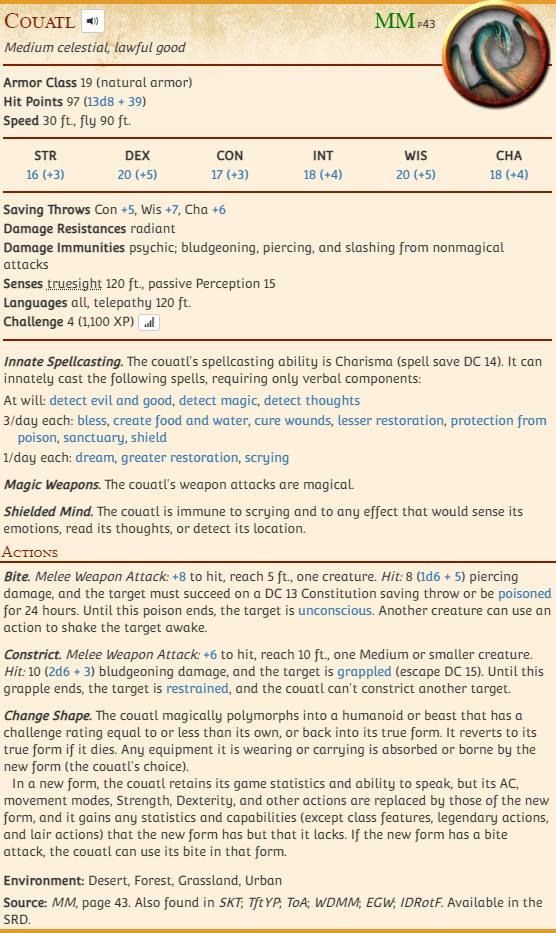 Couatl
MM p43
Medium celestial, lawful good
Armor Class 19 (natural armor)
Hit Points 97 (13d8 + 39)
Speed 30 ft., fly 90 ft.
STR DEX CON INT WIS CHA
16 (+3) 20 (+5) 17 (+3) 18 (+4) 20 (+5) 18 (+4)
Saving Throws Con +5, Wis +7, Cha +6
Damage Resistances radiant
Damage Immunities psychic; bludgeoning, piercing, and slashing from nonmagical
attacks
Senses truesight 120 ft., passive Perception 15
Languages all, telepathy 120 ft.
Challenge 4 (1,100 XP)
Innate Spellcasting. The couatl's spellcasting ability is Charisma (spell save DC 14). It can
innately cast the following spells, requiring only verbal components:
At will: detect evil and good, detect magic, detect thoughts
3/day each: bless, create food and water, cure wounds, lesser restoration, protection from
poison, sanctuary, shield
1/day each: dream, greater restoration, scrying
Magic Weapons. The couatl's weapon attacks are magical.
Shielded Mind. The couatl is immune to scrying and to any effect that would sense its
emotions, read its thoughts, or detect its location.
Actions
Bite. Melee Weapon Attack: +8 to hit, reach 5 ft., one creature. Hit: 8 (1d6 + 5) piercing
damage, and the target must succeed on a DC 13 Constitution saving throw or be poisoned
for 24 hours. Until this poison ends, the target is unconscious. Another creature can use an
action to shake the target awake.
Constrict. Melee Weapon Attack: +6 to hit, reach 10 ft., one Medium or smaller creature.
Hit: 10 (2d6 + 3) bludgeoning damage, and the target is grappled (escape DC 15). Until this
grapple ends, the target is restrained, and the couatl can't constrict another target.
Change Shape. The couatl magically polymorphs into a humanoid or beast that has a
challenge rating equal to or less than its own, or back into its true form. It reverts to its
true form if it dies. Any equipment it is wearing or carrying is absorbed or borne by the
new form (the couatl's choice).
In a new form, the couatl retains its game statistics and ability to speak, but its AC,
movement modes, Strength, Dexterity, and other actions are replaced by those of the new
form, and it gains any statistics and capabilities (except class features, legendary actions,
and lair actions) that the new form has but that it lacks. If the new form has a bite
attack, the couatl can use its bite in that form.
Environment: Desert, Forest, Grassland, Urban
Source: MM, page 43. Also found in SKT; TftYP; ToA; WDMM; EGW; IDRotF. Available in the
SRD.